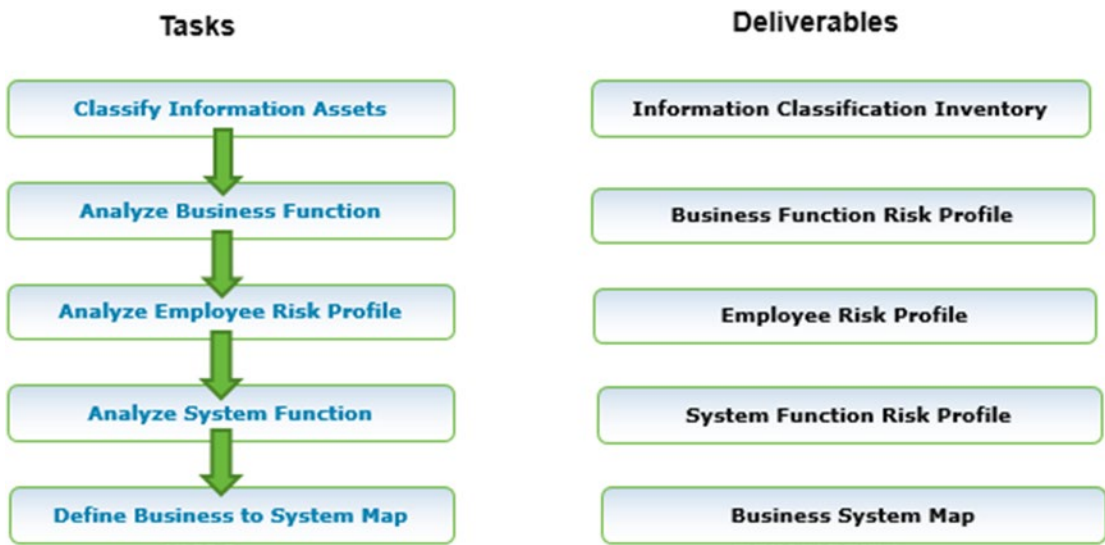 Tasks
Deliverables
Classify Information Assets
Information Classification Inventory
Analyze Business Function
Business Function Risk Profile
Analyze Employee Risk Profile
Employee Risk Profile
Analyze System Function
System Function Risk Profile
Define Business to System Map
Business System Map